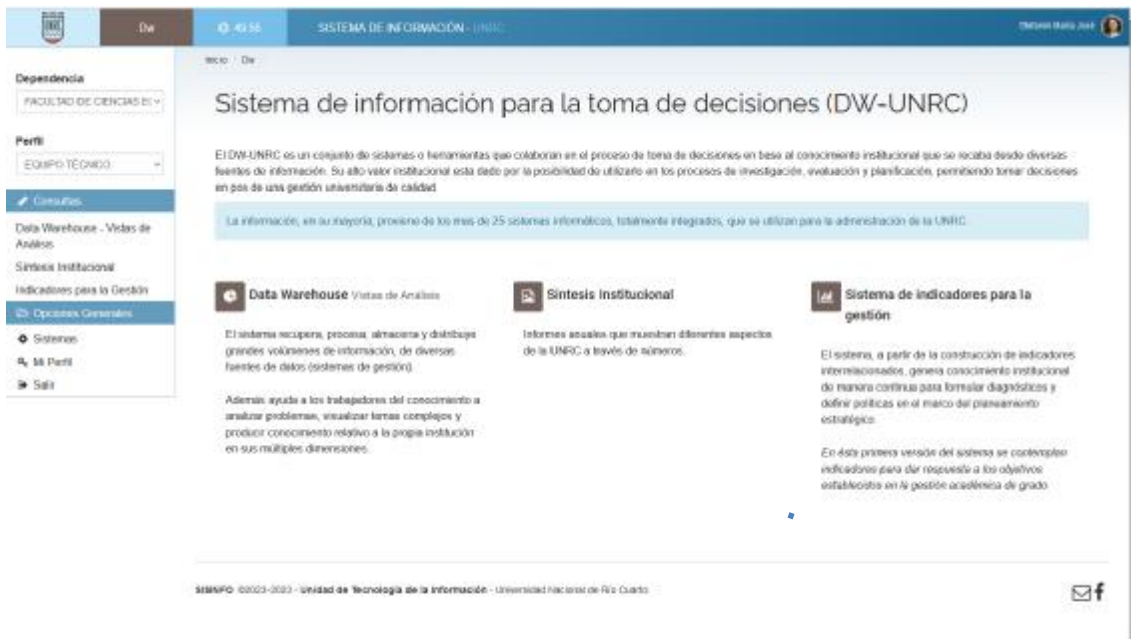 Dw
49:56
SISTEMA DE INFORMACIÓN - UNRC
María José
Inicio Dw
Dependencia
FACULTAD DE CIENCIAS E
Perfil
EQUIPO TÉCNICO
Consultas
Data Warehouse - Vistas de
Análisis
Síntesis Institucional
Indicadores para la Gestión
Opciones Generales
Sistemas
Mi Perfil
Salir
Sistema de información para la toma de decisiones (DW-UNRC)
El DW-UNRC es un conjunto de sistemas o herramientas que colaboran en el proceso de toma de decisiones en base al conocimiento institucional que se recaba desde diversas
fuentes de información. Su alto valor institucional esta dado por la posibilidad de utilizarlo en los procesos de investigación, evaluación y planificación, permitiendo tomar decisiones
en pos de una gestión universitaria de calidad.
La información, en su mayoría, proviene de los mas de 25 sistemas informáticos, totalmente integrados, que se utilizan para la administración de la UNRC.
Data Warehouse Vistas de Análisis
El sistema recupera, procesa, almacena y distribuye
grandes volúmenes de información, de diversas
fuentes de datos (sistemas de gestión).
Además ayuda a los trabajadores del conocimiento a
analizar problemas, visualizar temas complejos y
producir conocimiento relativo a la propia institución
en sus múltiples dimensiones.
Síntesis Institucional
Informes anuales que muestran diferentes aspectos
de la UNRC a través de números.
Sistema de indicadores para la
gestión
El sistema, a partir de la construcción de indicadores
interrelacionados, genera conocimiento institucional
de manera continua para formular diagnósticos y
definir políticas en el marco del planeamiento
estratégico.
En ésta primera versión del sistema se contemplan
indicadores para dar respuesta a los objetivos
establecidos en la gestión académica de grado.
SISINFO ©2023-2023 - Unidad de Tecnología de la Información - Universidad Nacional de Río Cuarto